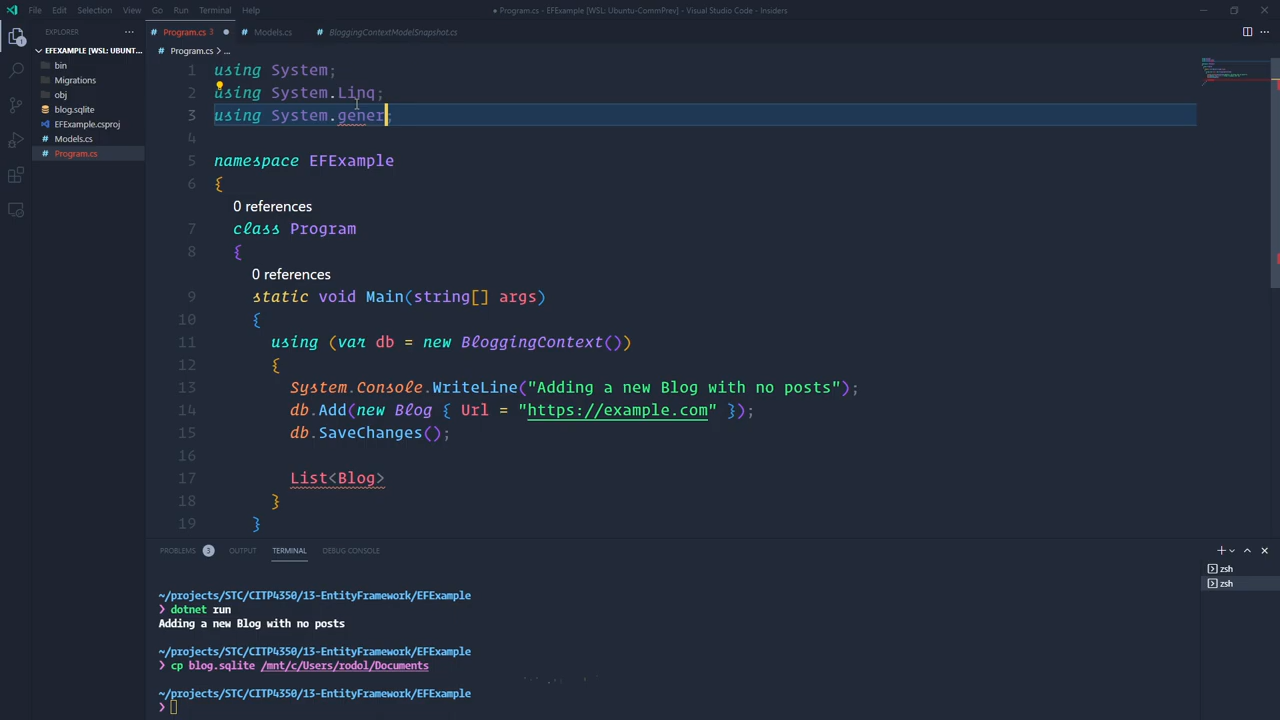 File Edit Selection View Go Run Terminal Help
● Program.cs - EFExample [WSL: Ubuntu-CommPrev] - Visual Studio Code - Insiders
EXPLORER
EFEXAMPLE [WSL: UBUNT...
bin
Migrations
obj
blog.sqlite
EFExample.csproj
Models.cs
Program.cs
Program.cs 3 ● Models.cs BloggingContextModelSnapshot.cs
Program.cs > ...
1 using System;
2 using System.Linq;
3 using System.gener;
4
5 namespace EFExample
6 {
0 references
7 class Program
8 {
0 references
9 static void Main(string[] args)
10 {
11 using (var db = new BloggingContext())
12 {
13 System.Console.WriteLine("Adding a new Blog with no posts");
14 db.Add(new Blog { Url = "https://example.com" });
15 db.SaveChanges();
16
17 List<Blog>
18 }
19 }
PROBLEMS 3 OUTPUT TERMINAL DEBUG CONSOLE
~/projects/STC/CITP4350/13-EntityFramework/EFExample
❯ dotnet run
Adding a new Blog with no posts
~/projects/STC/CITP4350/13-EntityFramework/EFExample
❯ cp blog.sqlite /mnt/c/Users/rodol/Documents
~/projects/STC/CITP4350/13-EntityFramework/EFExample
❯
zsh
zsh